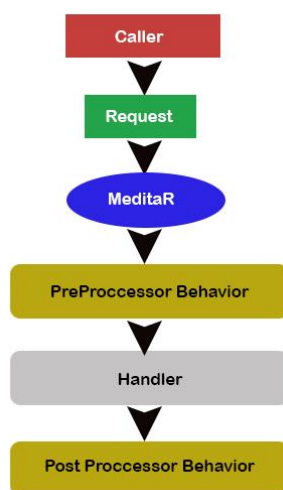 Caller
Request
MeditaR
PreProccessor Behavior
Handler
Post Proccessor Behavior